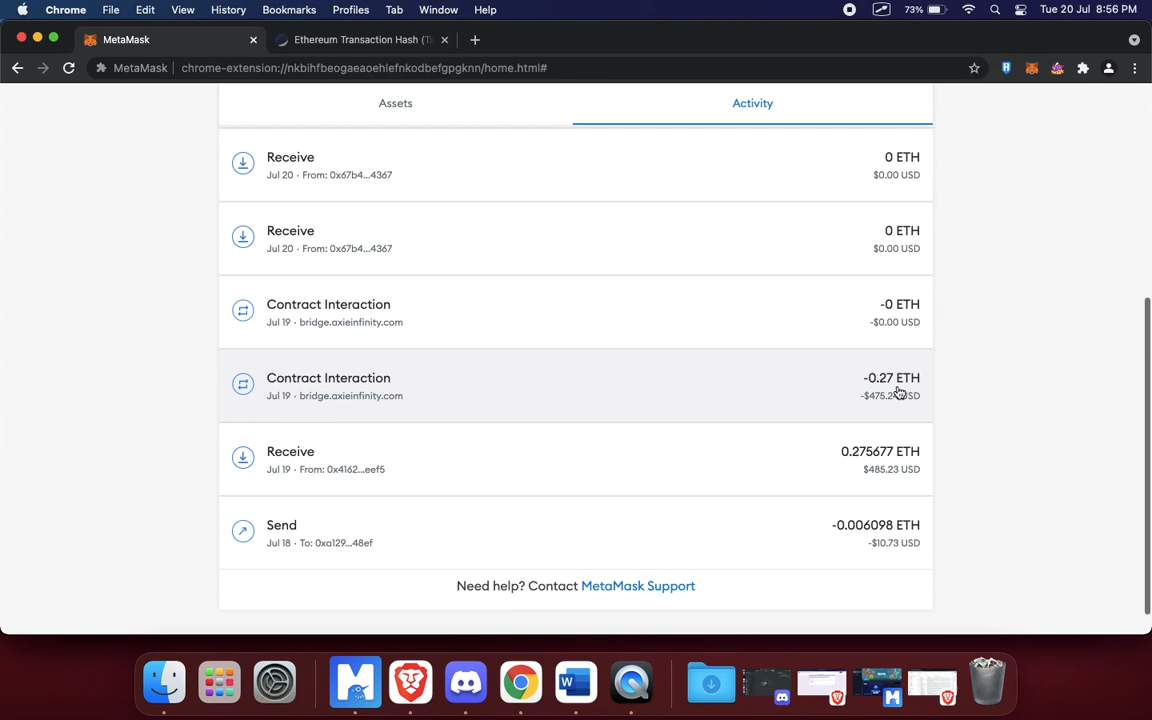 Chrome File Edit View History Bookmarks Profiles Tab Window Help 73% Tue 20 Jul 8:56 PM
MetaMask Ethereum Transaction Hash
MetaMask chrome-extension://nkbihfbeogaeaoehlefnkodbefgpgknn/home.html#
Assets Activity
Receive 0 ETH
Jul 20 · From: 0x67b4...4367 $0.00 USD
Receive 0 ETH
Jul 20 · From: 0x67b4...4367 $0.00 USD
Contract Interaction -0 ETH
Jul 19 · bridge.axieinfinity.com -$0.00 USD
Contract Interaction -0.27 ETH
Jul 19 · bridge.axieinfinity.com USD
Receive 0.275677 ETH
Jul 19 · From: 0x4162...eef5 $485.23 USD
Send -0.006098 ETH
Jul 18 · To: 0xa129...48ef -$10.73 USD
Need help? Contact MetaMask Support